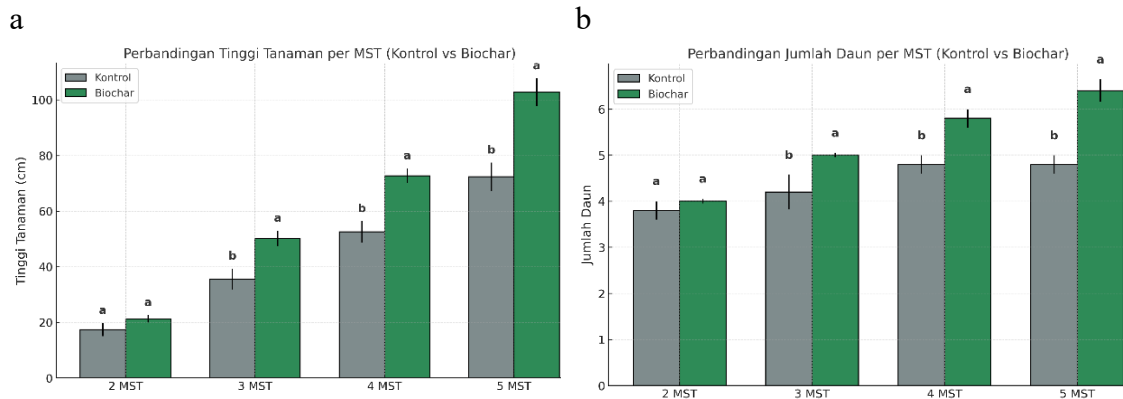 a
Perbandingan Tinggi Tanaman per MST (Kontrol vs Biochar)
Kontrol
Biochar
Tinggi Tanaman (cm)
100
80
60
40
20
0
a
a
b
a
b
a
b
a
2 MST
3 MST
4 MST
5 MST
b
Perbandingan Jumlah Daun per MST (Kontrol vs Biochar)
Kontrol
Biochar
Jumlah Daun
6
5
4
3
2
1
0
a
a
b
a
b
a
b
a
2 MST
3 MST
4 MST
5 MST